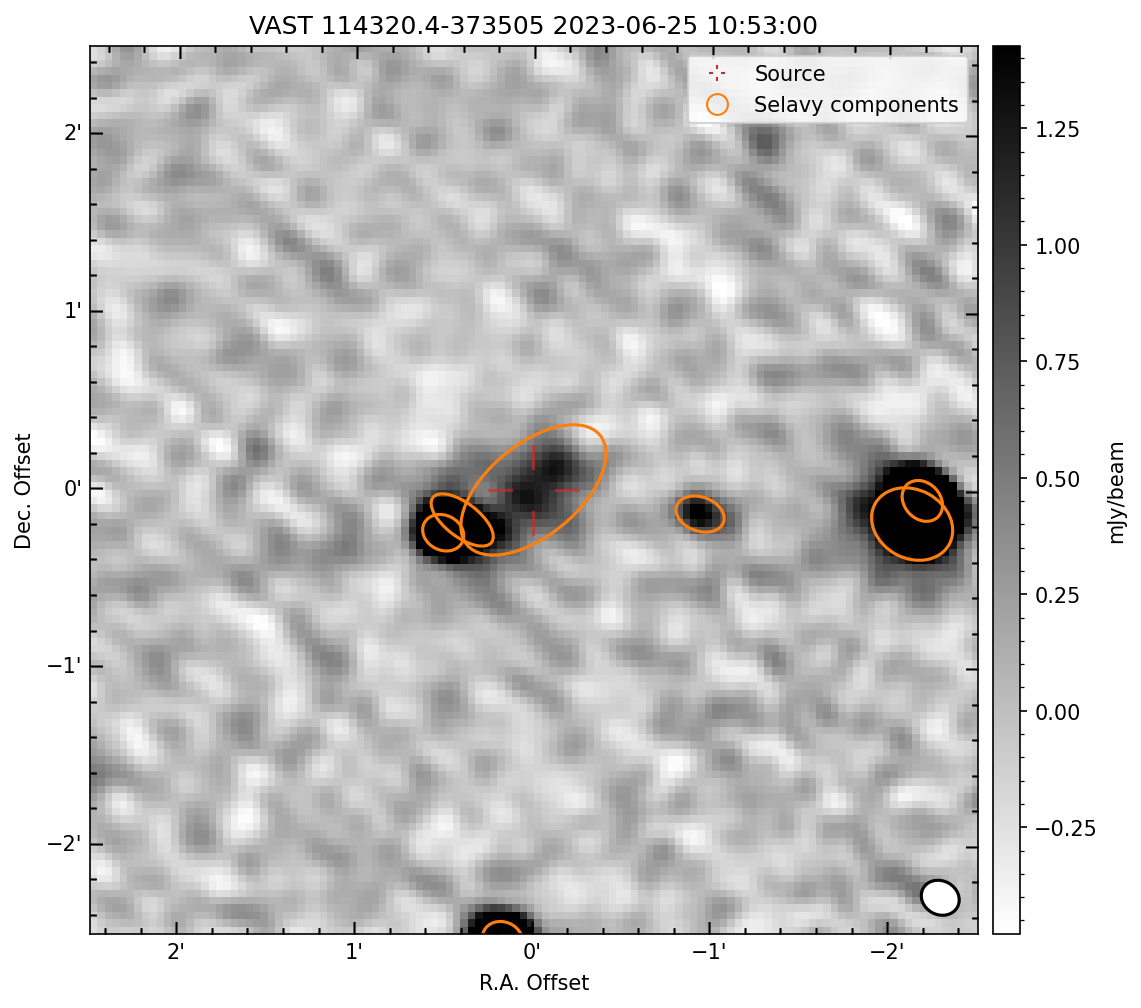 VAST 114320.4-373505 2023-06-25 10:53:00
Source
Selavy components
2'
1'
0'
−1'
−2'
Dec. Offset
2'
1'
0'
−1'
−2'
R.A. Offset
1.25
1.00
0.75
0.50
0.25
0.00
−0.25
mJy/beam